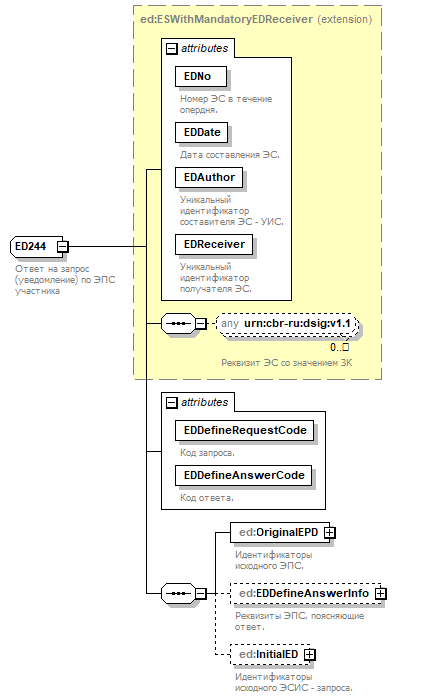 ed:ESWithMandatoryEDReceiver (extension)
attributes
EDNo
Номер ЭС в течение
опердня.
EDDate
Дата составления ЭС.
EDAuthor
Уникальный
идентификатор
составителя ЭС - УИС.
EDReceiver
Уникальный
идентификатор
получателя ЭС.
ED244
Ответ на запрос
(уведомление) по ЭПС
участника
any urn:cbr-ru:dsig:v1.1
0..
Реквизит ЭС со значением ЗК
attributes
EDDefineRequestCode
Код запроса.
EDDefineAnswerCode
Код ответа.
ed:OriginalEPD
Идентификаторы
исходного ЭПС.
ed:EDDefineAnswerInfo
Реквизиты ЭПС, поясняющие
ответ.
ed:InitialED
Идентификаторы
исходного ЭСИС - запроса.